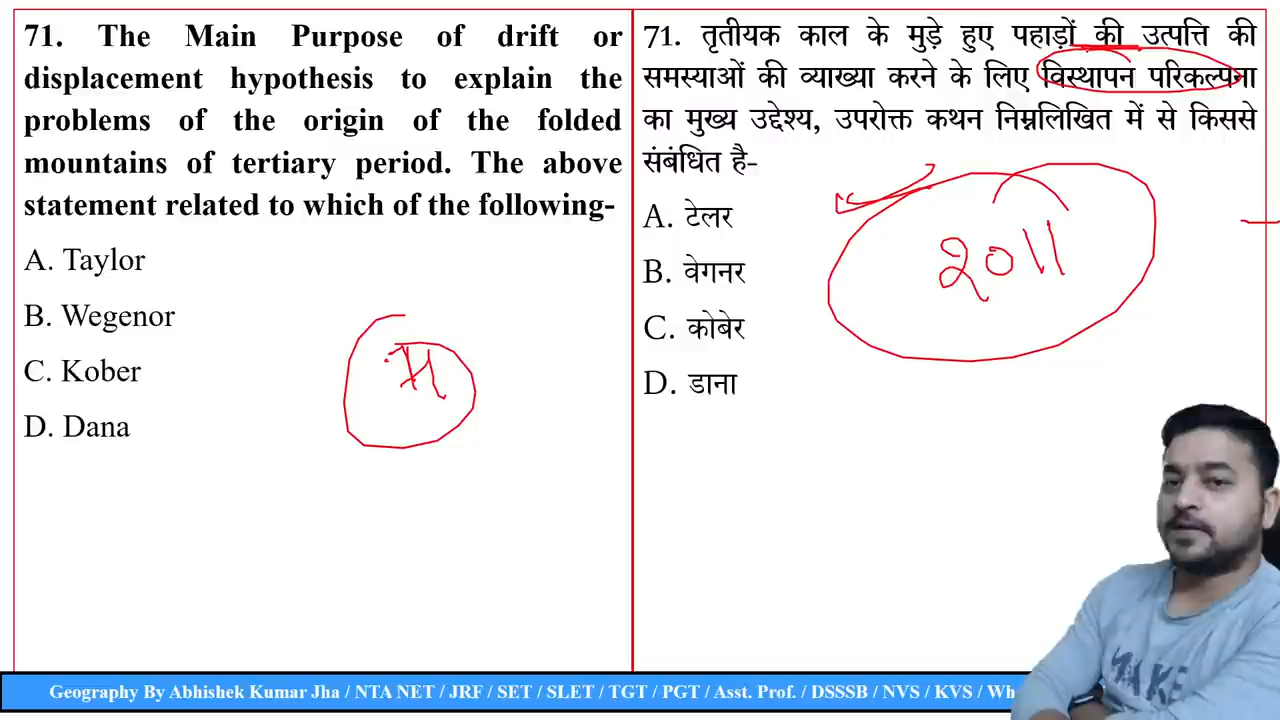 71. The Main Purpose of drift or
displacement hypothesis to explain the
problems of the origin of the folded
mountains of tertiary period. The above
statement related to which of the following-
A. Taylor
B. Wegenor
C. Kober
D. Dana
71. तृतीयक काल के मुड़े हुए पहाड़ों की उत्पत्ति की
समस्याओं की व्याख्या करने के लिए विस्थापन परिकल्पना
का मुख्य उद्देश्य, उपरोक्त कथन निम्नलिखित में से किससे
संबंधित है-
A. टेलर
B. वेगनर
C. कोबेर
D. डाना
2011
Geography By Abhishek Kumar Jha / NTA NET / JRF / SET / SLET / TGT / PGT / Asst. Prof. / DSSSB / NVS / KVS / Wh